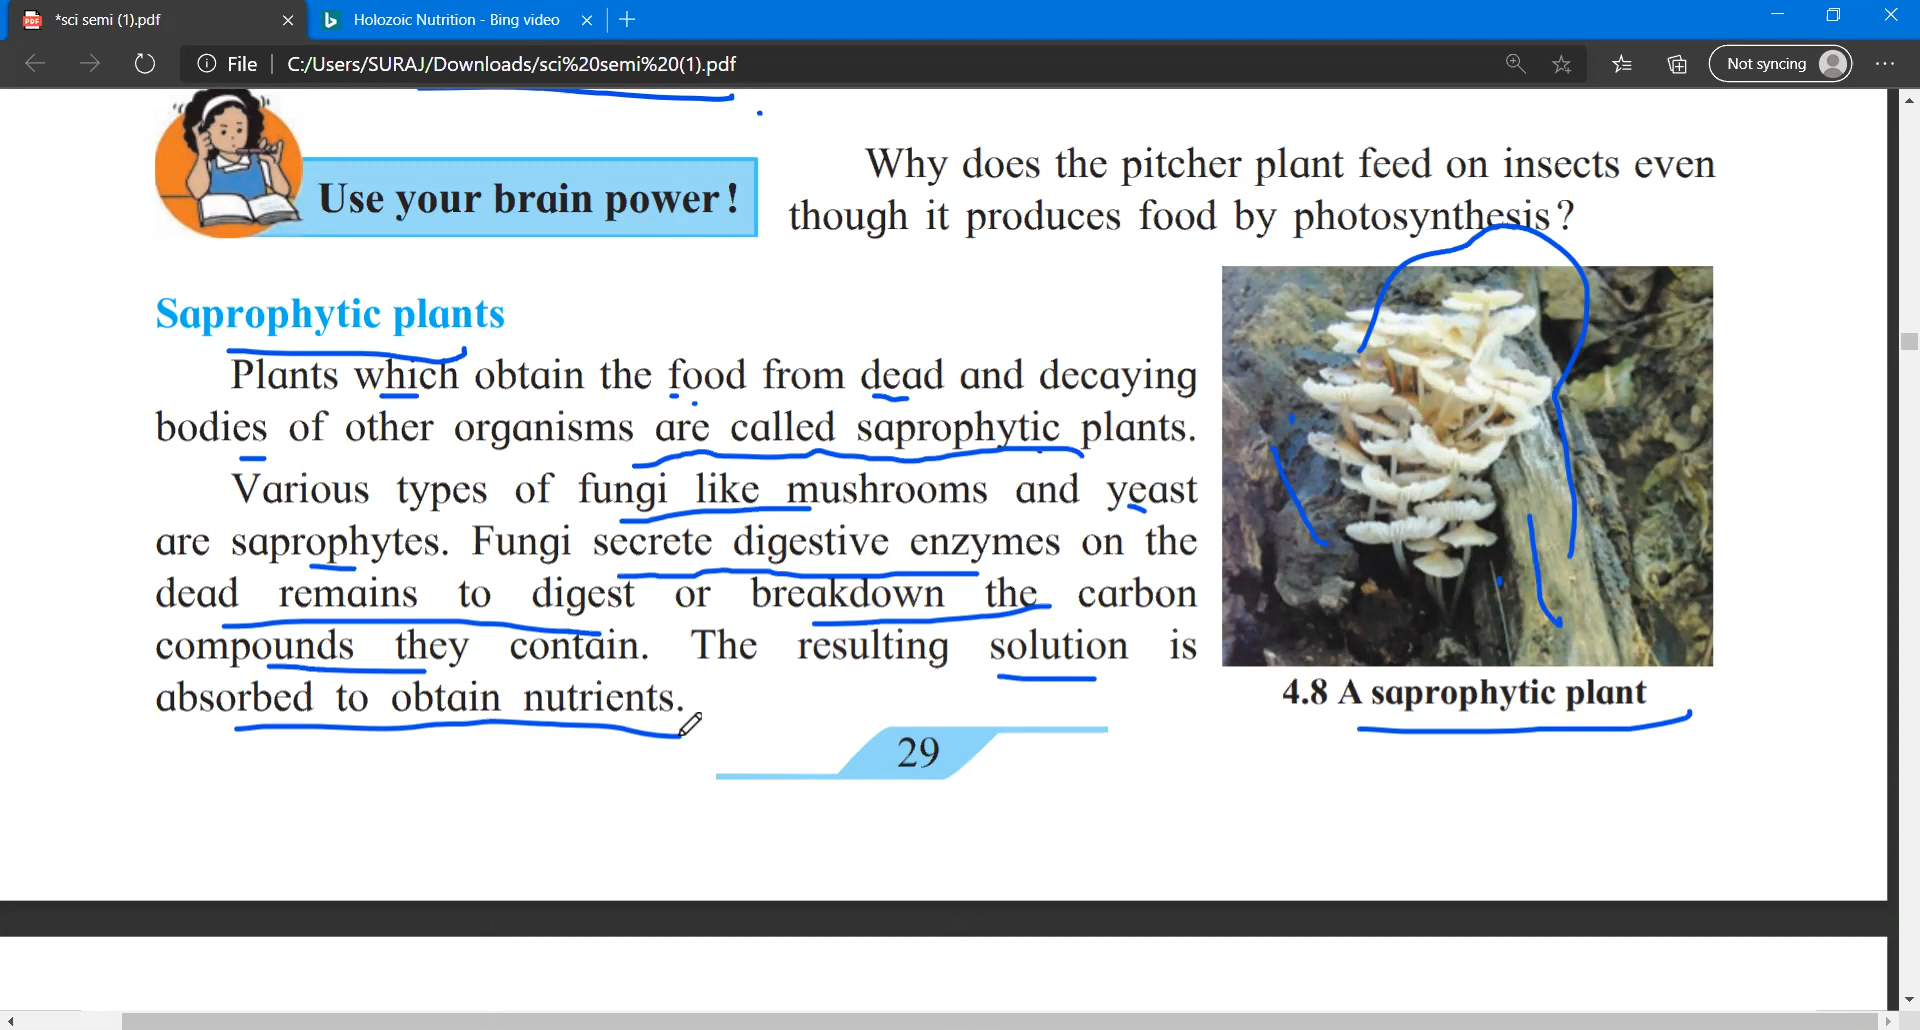 *sci semi (1).pdf
Holozoic Nutrition - Bing video
File
C:/Users/SURAJ/Downloads/sci%20semi%20(1).pdf
Not syncing
Use your brain power!
Why does the pitcher plant feed on insects even
though it produces food by photosynthesis?
Saprophytic plants
Plants which obtain the food from dead and decaying
bodies of other organisms are called saprophytic plants.
Various types of fungi like mushrooms and yeast
are saprophytes. Fungi secrete digestive enzymes on the
dead remains to digest or breakdown the carbon
compounds they contain. The resulting solution is
absorbed to obtain nutrients.
4.8 A saprophytic plant
29